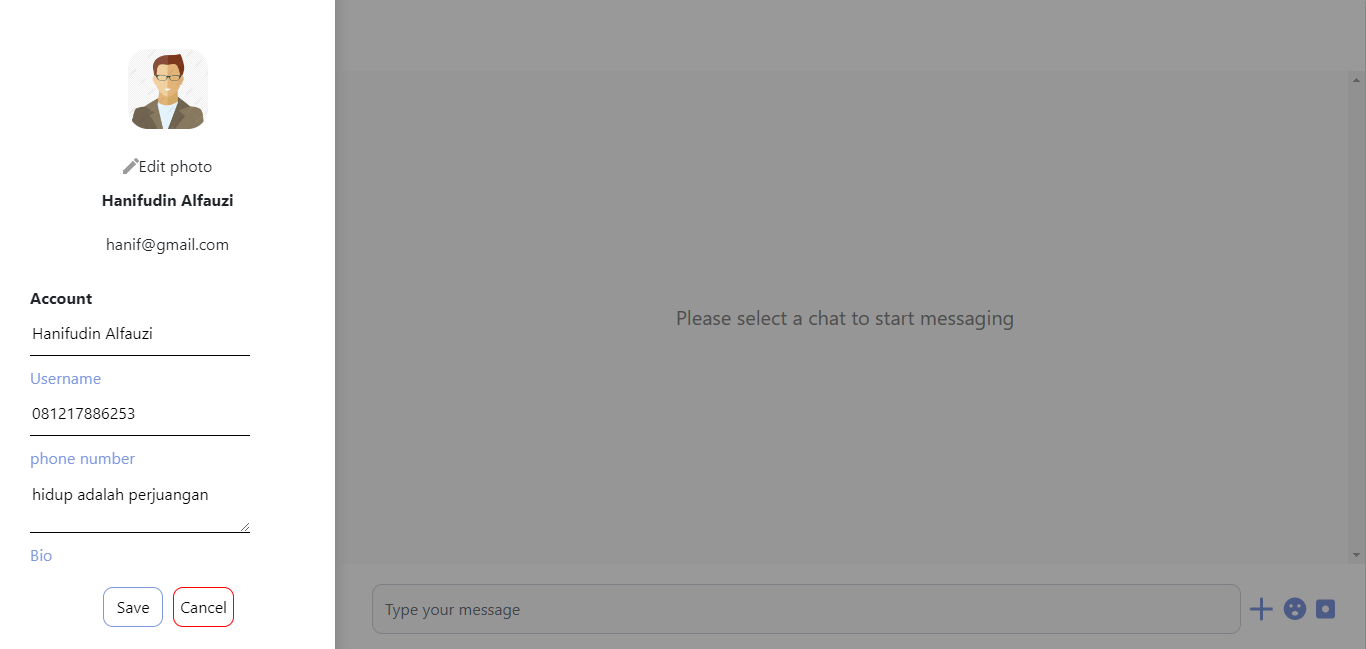 Edit photo
Hanifudin Alfauzi
hanif@gmail.com
Account
Hanifudin Alfauzi
Username
081217886253
phone number
hidup adalah perjuangan
Bio
Save Cancel
Please select a chat to start messaging
Type your message